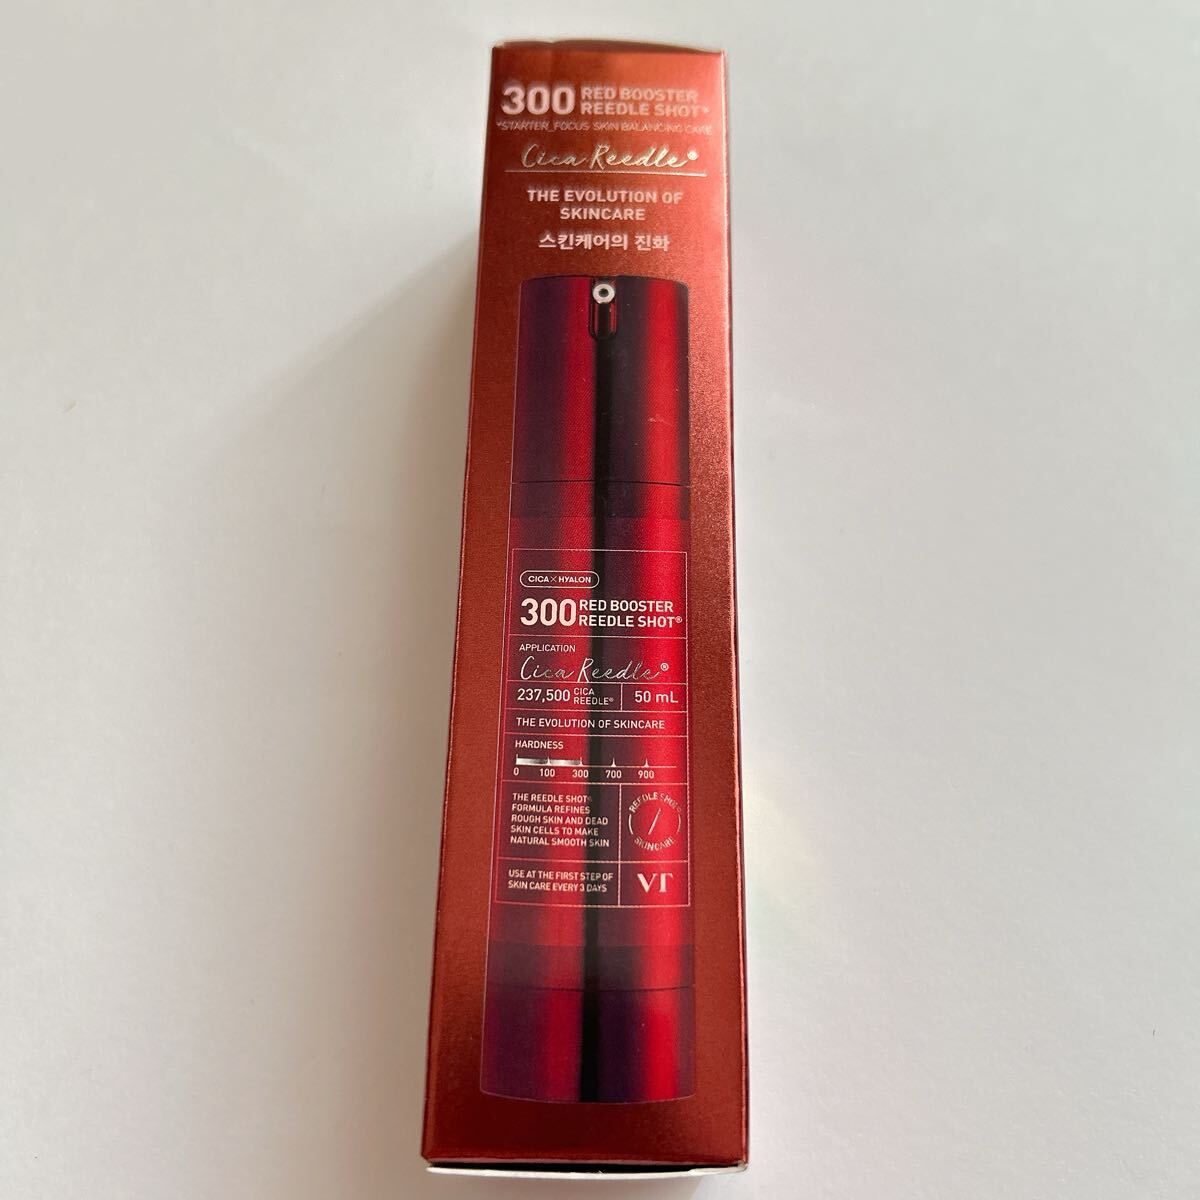 300 RED BOOSTER
REEDLE SHOT®
*STARTER_FOCUS SKIN BALANCING CARE
Cica Reedle®
THE EVOLUTION OF
SKINCARE
스킨케어의 진화
CICA × HYALON
300 RED BOOSTER
REEDLE SHOT®
APPLICATION
Cica Reedle®
237,500 CICA
REEDLE®
50 mL
THE EVOLUTION OF SKINCARE
HARDNESS
0 100 300 700 900
THE REEDLE SHOT®
FORMULA REFINES
ROUGH SKIN AND DEAD
SKIN CELLS TO MAKE
NATURAL SMOOTH SKIN
REEDLE SHOT®
SKINCARE
USE AT THE FIRST STEP OF
SKIN CARE EVERY 3 DAYS
VT